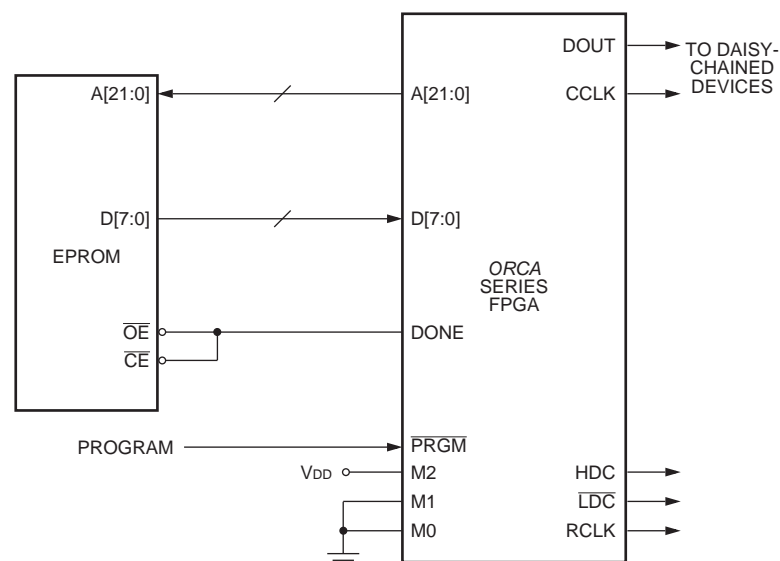 DOUT
TO DAISY-
CHAINED
DEVICES
A[21:0]
A[21:0]
CCLK
D[7:0]
D[7:0]
EPROM
ORCA
SERIES
FPGA
OE
DONE
CE
PROGRAM
PRGM
VDD
M2
HDC
M1
LDC
M0
RCLK